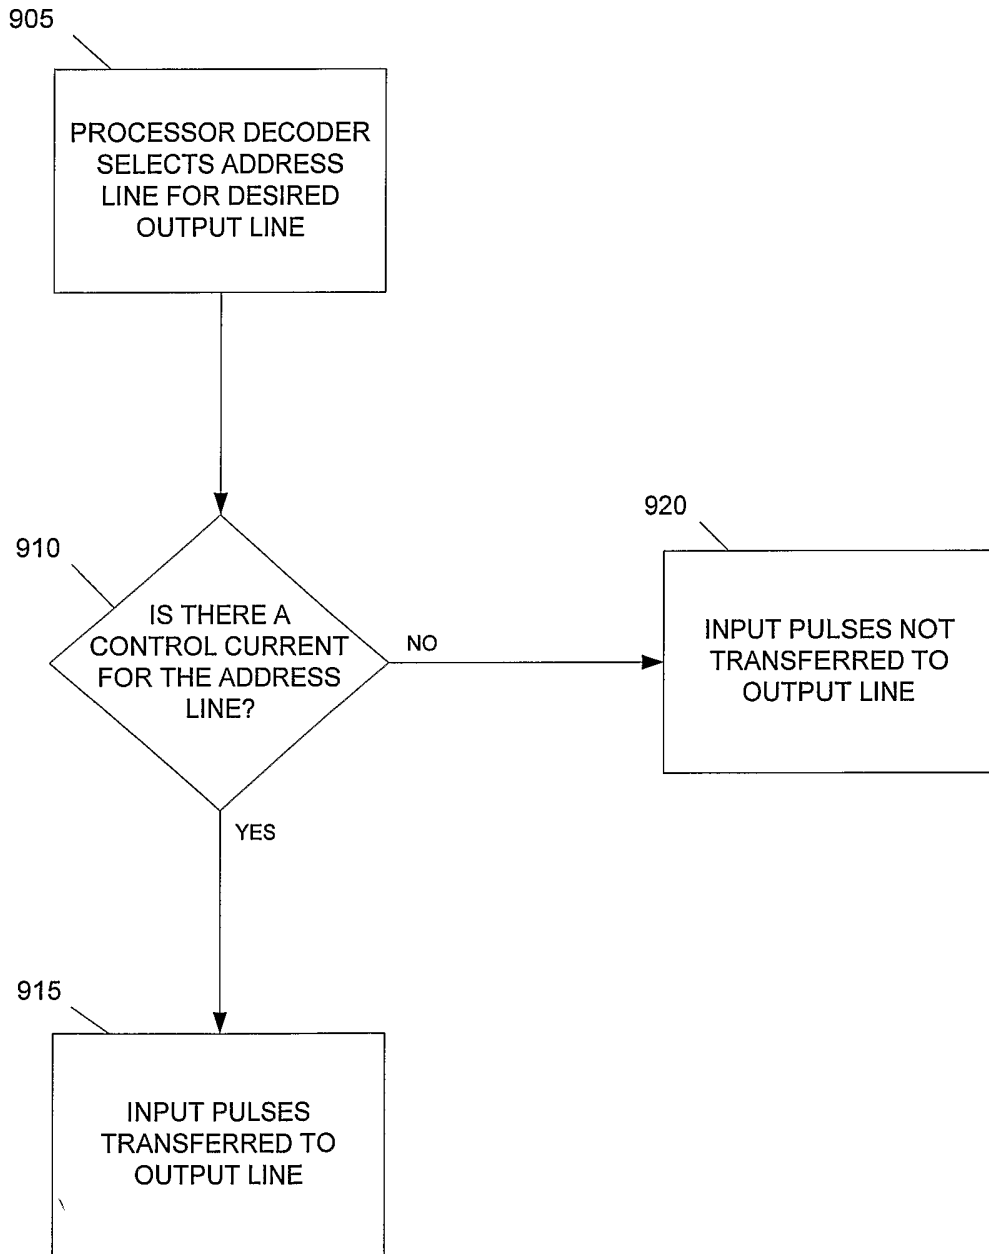 905
PROCESSOR DECODER
SELECTS ADDRESS
LINE FOR DESIRED
OUTPUT LINE
910
IS THERE A
CONTROL CURRENT
FOR THE ADDRESS
LINE?
NO
920
INPUT PULSES NOT
TRANSFERRED TO
OUTPUT LINE
YES
915
INPUT PULSES
TRANSFERRED TO
OUTPUT LINE